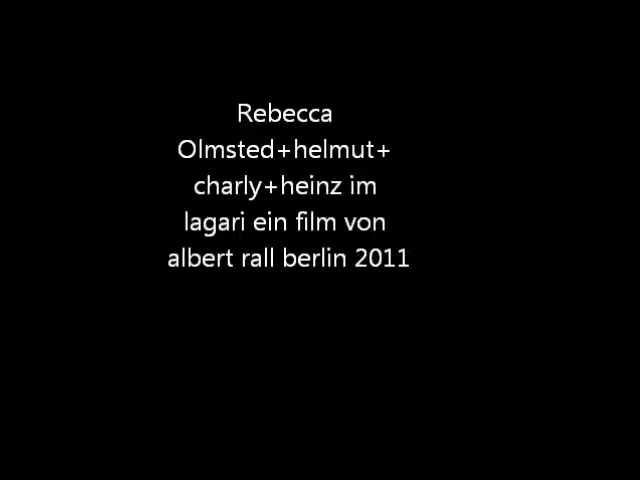 Rebecca
Olmsted+helmut+
charly+heinz im
lagari ein film von
albert rall berlin 2011